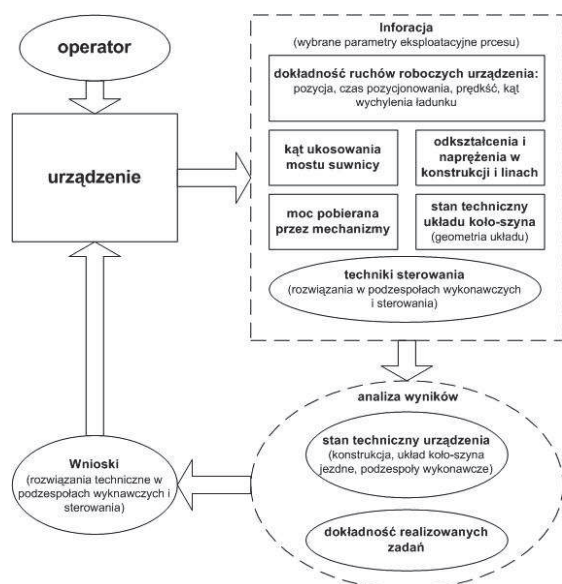 operator
urządzenie
Inforacja
(wybrane parametry eksploatacyjne prcesu)
dokładność ruchów roboczych urządzenia:
pozycja, czas pozycjonowania, prędkść, kąt
wychylenia ładunku
kąt ukosowania
mostu suwnicy
odkształcenia i
naprężenia w
konstrukcji i linach
moc pobierana
przez mechanizmy
stan techniczny
układu koło-szyna
(geometria układu)
techniki sterowania
(rozwiązania w podzespołach wykonawczych
i sterowania)
analiza wyników
stan techniczny urządzenia
(konstrukcja, układ koło-szyna
jezdne, podzespoły wykonawcze)
dokładność realizowanych
zadań
Wnioski
(rozwiązania techniczne w
podzespołach wyknawczych i
sterowania)